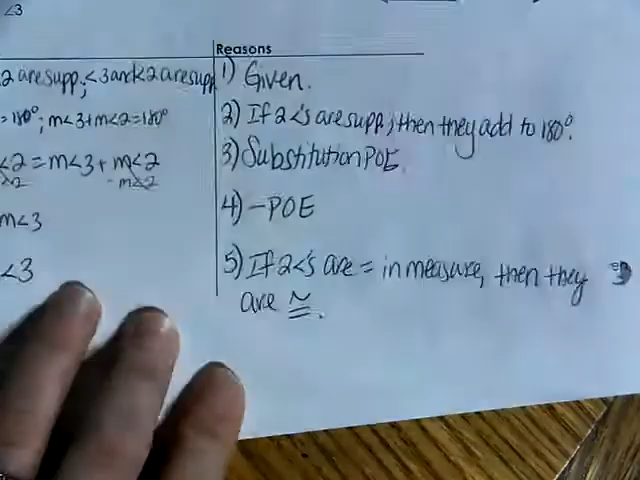 <3
Reasons
2 are supp; <3 and <2 are supp
1) Given.
= 180°; m<3 + m<2 = 180°
2) If 2 <'s are supp, then they add to 180°.
<2 = m<3 + m<2
- m<2
3) Substitution POE.
m<3
4) - POE
<3
5) If 2 <'s are = in measure, then they
are ≅.